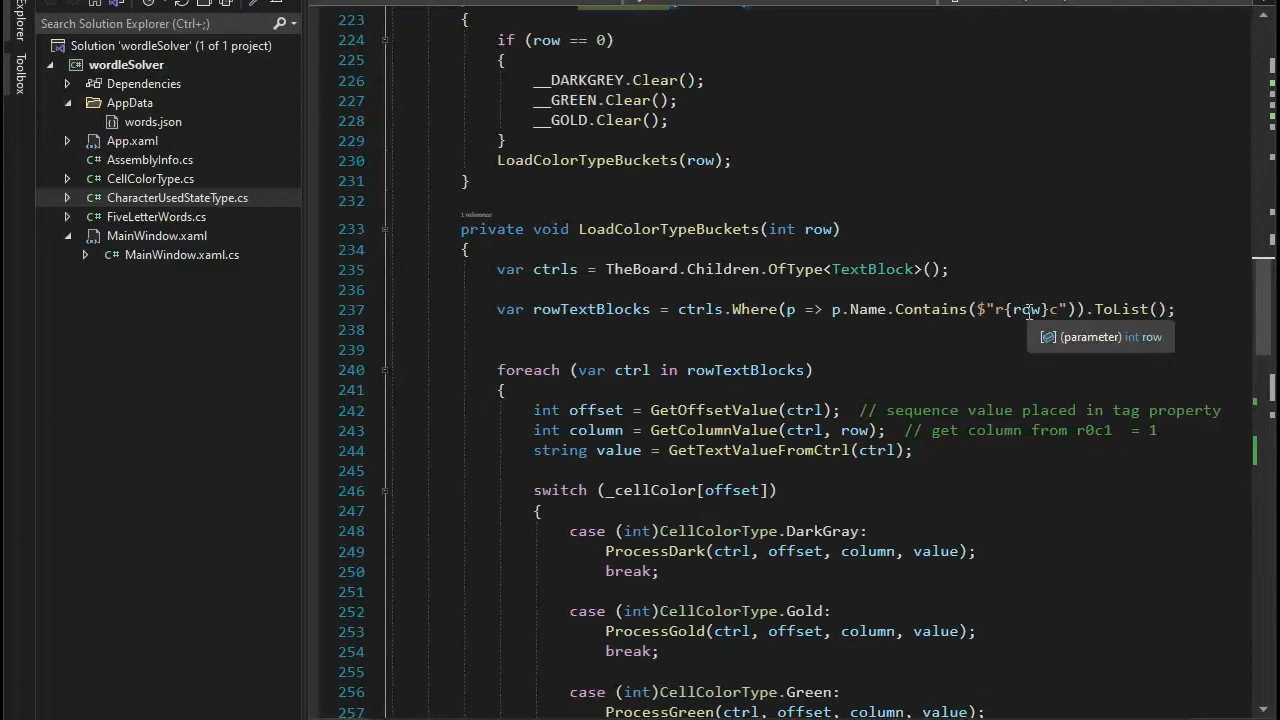 Explorer
Toolbox
Search Solution Explorer (Ctrl+;)
Solution 'wordleSolver' (1 of 1 project)
wordleSolver
Dependencies
AppData
words.json
App.xaml
AssemblyInfo.cs
CellColorType.cs
CharacterUsedStateType.cs
FiveLetterWords.cs
MainWindow.xaml
MainWindow.xaml.cs
223 {
224 if (row == 0)
225 {
226 __DARKGREY.Clear();
227 __GREEN.Clear();
228 __GOLD.Clear();
229 }
230 LoadColorTypeBuckets(row);
231 }
232
1 reference
233 private void LoadColorTypeBuckets(int row)
234 {
235 var ctrls = TheBoard.Children.OfType<TextBlock>();
236
237 var rowTextBlocks = ctrls.Where(p => p.Name.Contains($"r{row}c")).ToList();
238
(parameter) int row
239
240 foreach (var ctrl in rowTextBlocks)
241 {
242 int offset = GetOffsetValue(ctrl); // sequence value placed in tag property
243 int column = GetColumnValue(ctrl, row); // get column from r0c1 = 1
244 string value = GetTextValueFromCtrl(ctrl);
245
246 switch (_cellColor[offset])
247 {
248 case (int)CellColorType.DarkGray:
249 ProcessDark(ctrl, offset, column, value);
250 break;
251
252 case (int)CellColorType.Gold:
253 ProcessGold(ctrl, offset, column, value);
254 break;
255
256 case (int)CellColorType.Green:
257 ProcessGreen(ctrl, offset, column, value);